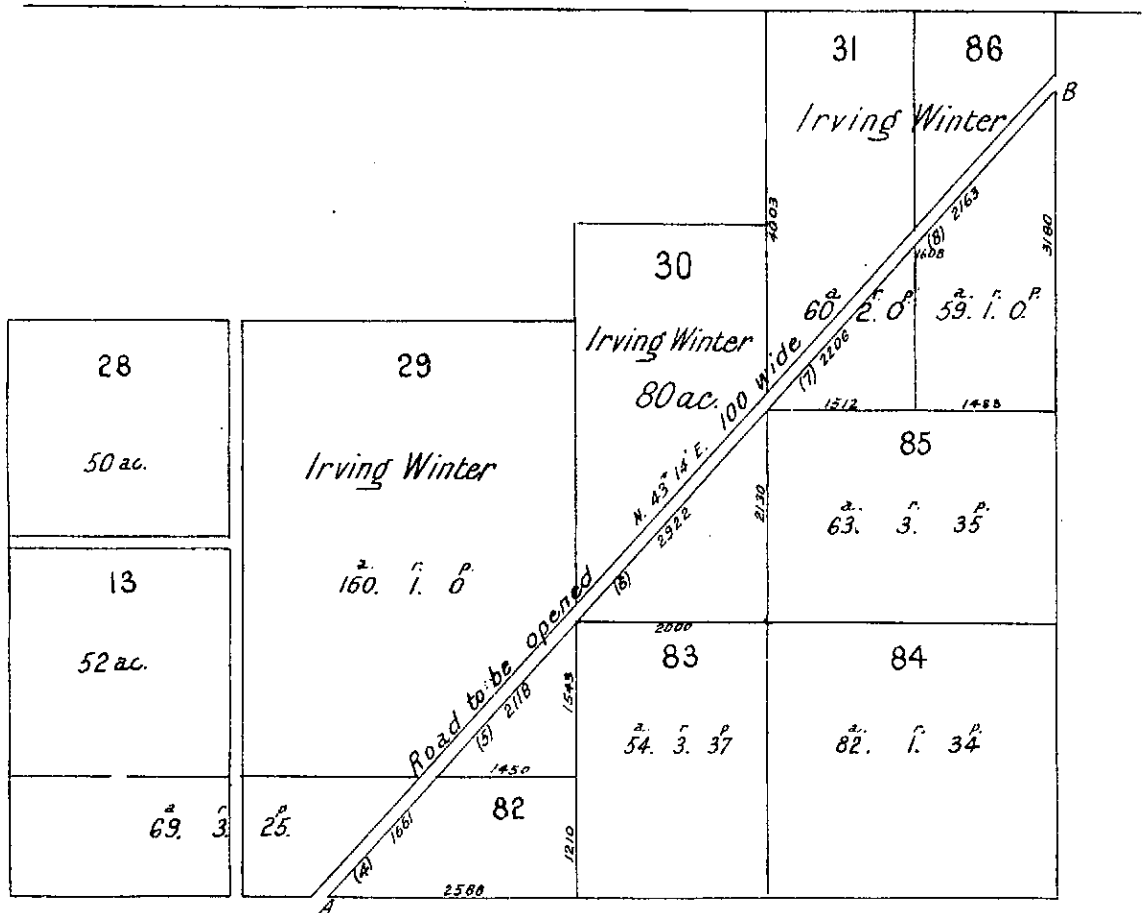 31
86
Irving Winter
B
4003
(8) 2163
3180
1608
30
Irving Winter
80 ac.
a. r. p.
60. 2. 0
a. r. p.
59. 1. 0
28
50 ac.
29
Irving Winter
a. r. p.
160. 1. 0
Road to be opened N. 43° 14' E. 100 wide
(7) 2206
1512
1488
85
a. r. p.
63. 3. 35
2130
(6) 2922
13
52 ac.
2000
83
a. r. p.
54. 3. 37
84
a. r. p.
82. 1. 34
1543
(5) 2118
1450
82
a. r. p.
69. 3. 25.
(4) 1661
1210
2588
A